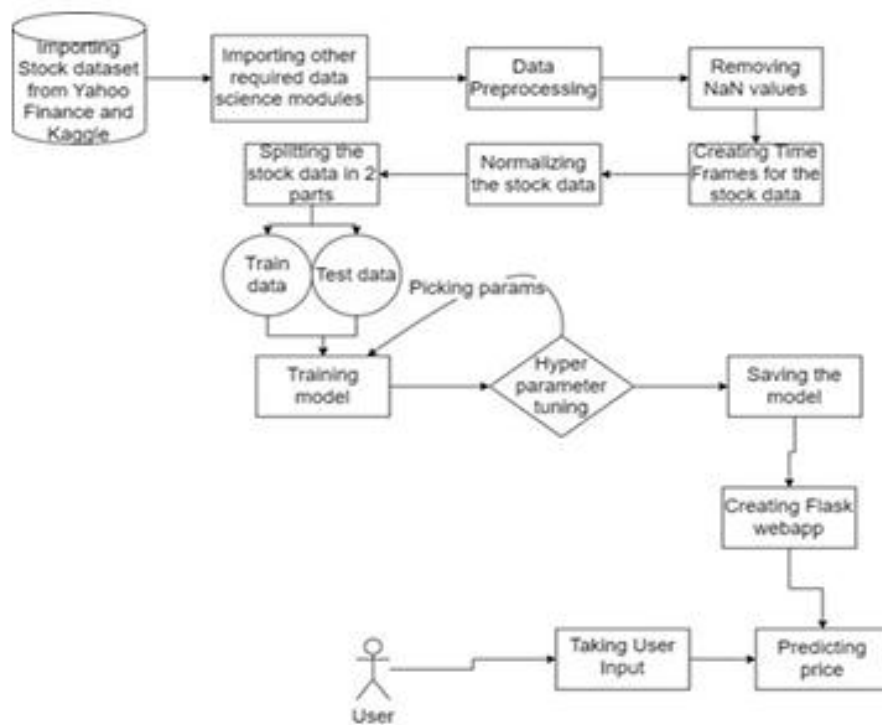 Importing
Stock dataset
from Yahoo
Finance and
Kaggle
Importing other
required data
science modules
Data
Preprocessing
Removing
NaN values
Splitting the
stock data in 2
parts
Normalizing
the stock data
Creating Time
Frames for the
stock data
Train
data
Test data
Picking params
Training
model
Hyper
parameter
tuning
Saving the
model
Creating Flask
webapp
Taking User
Input
Predicting
price
User